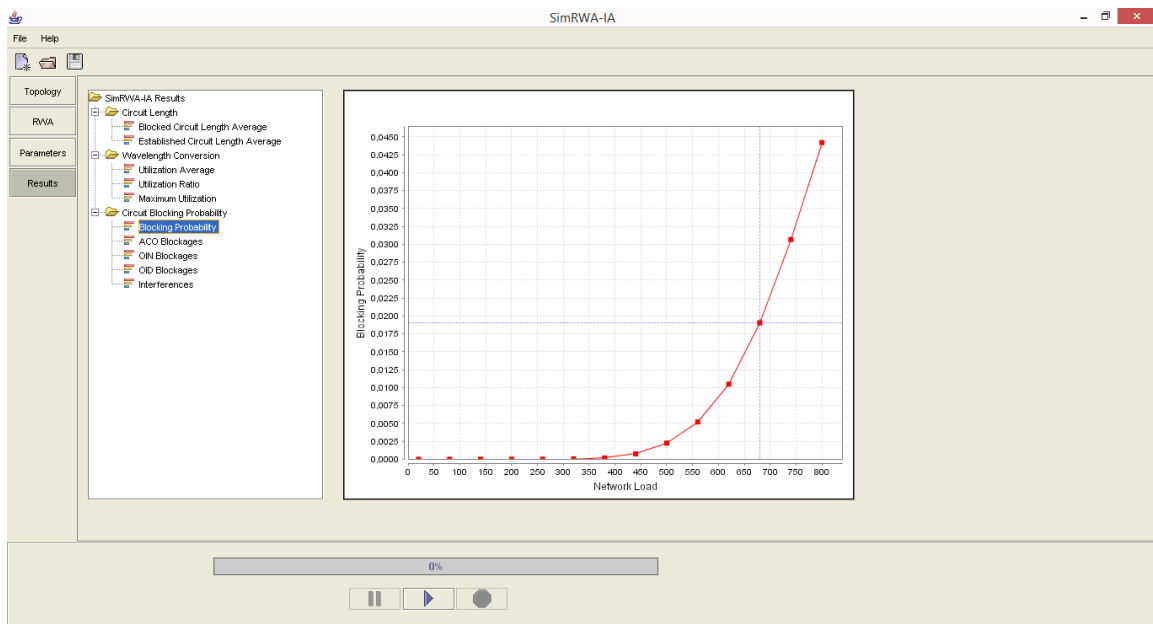 SimRWA-IA
File Help
Topology
RWA
Parameters
Results
SimRWA-IA Results
Circuit Length
Blocked Circuit Length Average
Established Circuit Length Average
Wavelength Conversion
Utilization Average
Utilization Ratio
Maximum Utilization
Circuit Blocking Probability
Blocking Probability
ACO Blockages
OIN Blockages
OID Blockages
Interferences
Blocking Probability
0,0450
0,0425
0,0400
0,0375
0,0350
0,0325
0,0300
0,0275
0,0250
0,0225
0,0200
0,0175
0,0150
0,0125
0,0100
0,0075
0,0050
0,0025
0,0000
0 50 100 150 200 250 300 350 400 450 500 550 600 650 700 750 800
Network Load
0%